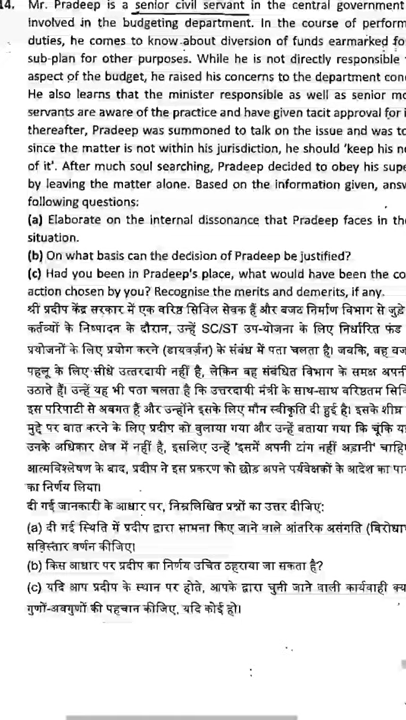 14. Mr. Pradeep is a senior civil servant in the central government
involved in the budgeting department. In the course of perform
duties, he comes to know about diversion of funds earmarked fo
sub-plan for other purposes. While he is not directly responsible
aspect of the budget, he raised his concerns to the department con
He also learns that the minister responsible as well as senior mo
servants are aware of the practice and have given tacit approval for i
thereafter, Pradeep was summoned to talk on the issue and was to
since the matter is not within his jurisdiction, he should 'keep his n
of it'. After much soul searching, Pradeep decided to obey his supe
by leaving the matter alone. Based on the information given, answ
following questions:
(a) Elaborate on the internal dissonance that Pradeep faces in th
situation.
(b) On what basis can the decision of Pradeep be justified?
(c) Had you been in Pradeep's place, what would have been the co
action chosen by you? Recognise the merits and demerits, if any.
श्री प्रदीप केंद्र सरकार में एक वरिष्ठ सिविल सेवक हैं और बजट निर्माण विभाग से जुड़े
कर्तव्यों के निष्पादन के दौरान, उन्हें SC/ST उप-योजना के लिए निर्धारित फंड
प्रयोजनों के लिए प्रयोग करने (डायवर्जन) के संबंध में पता चलता है। जबकि, वह बज
पहलू के लिए सीधे उत्तरदायी नहीं है, लेकिन वह संबंधित विभाग के समक्ष अपनी
उठाते हैं। उन्हें यह भी पता चलता है कि उत्तरदायी मंत्री के साथ-साथ वरिष्ठतम सिवि
इस परिपाटी से अवगत हैं और उन्होंने इसके लिए मौन स्वीकृति दी हुई है। इसके शीघ्र
मुद्दे पर बात करने के लिए प्रदीप को बुलाया गया और उन्हें बताया गया कि चूंकि य
उनके अधिकार क्षेत्र में नहीं है, इसलिए उन्हें 'इसमें अपनी टांग नहीं अड़ानी' चाहि
आत्मविश्लेषण के बाद, प्रदीप ने इस प्रकरण को छोड़ अपने पर्यवेक्षकों के आदेश का पा
का निर्णय लिया।
दी गई जानकारी के आधार पर, निम्नलिखित प्रश्नों का उत्तर दीजिए:
(a) दी गई स्थिति में प्रदीप द्वारा सामना किए जाने वाले आंतरिक असंगति (विरोधा
सविस्तार वर्णन कीजिए।
(b) किस आधार पर प्रदीप का निर्णय उचित ठहराया जा सकता है?
(c) यदि आप प्रदीप के स्थान पर होते, आपके द्वारा चुनी जाने वाली कार्यवाही क्य
गुणों-अवगुणों की पहचान कीजिए, यदि कोई हो।